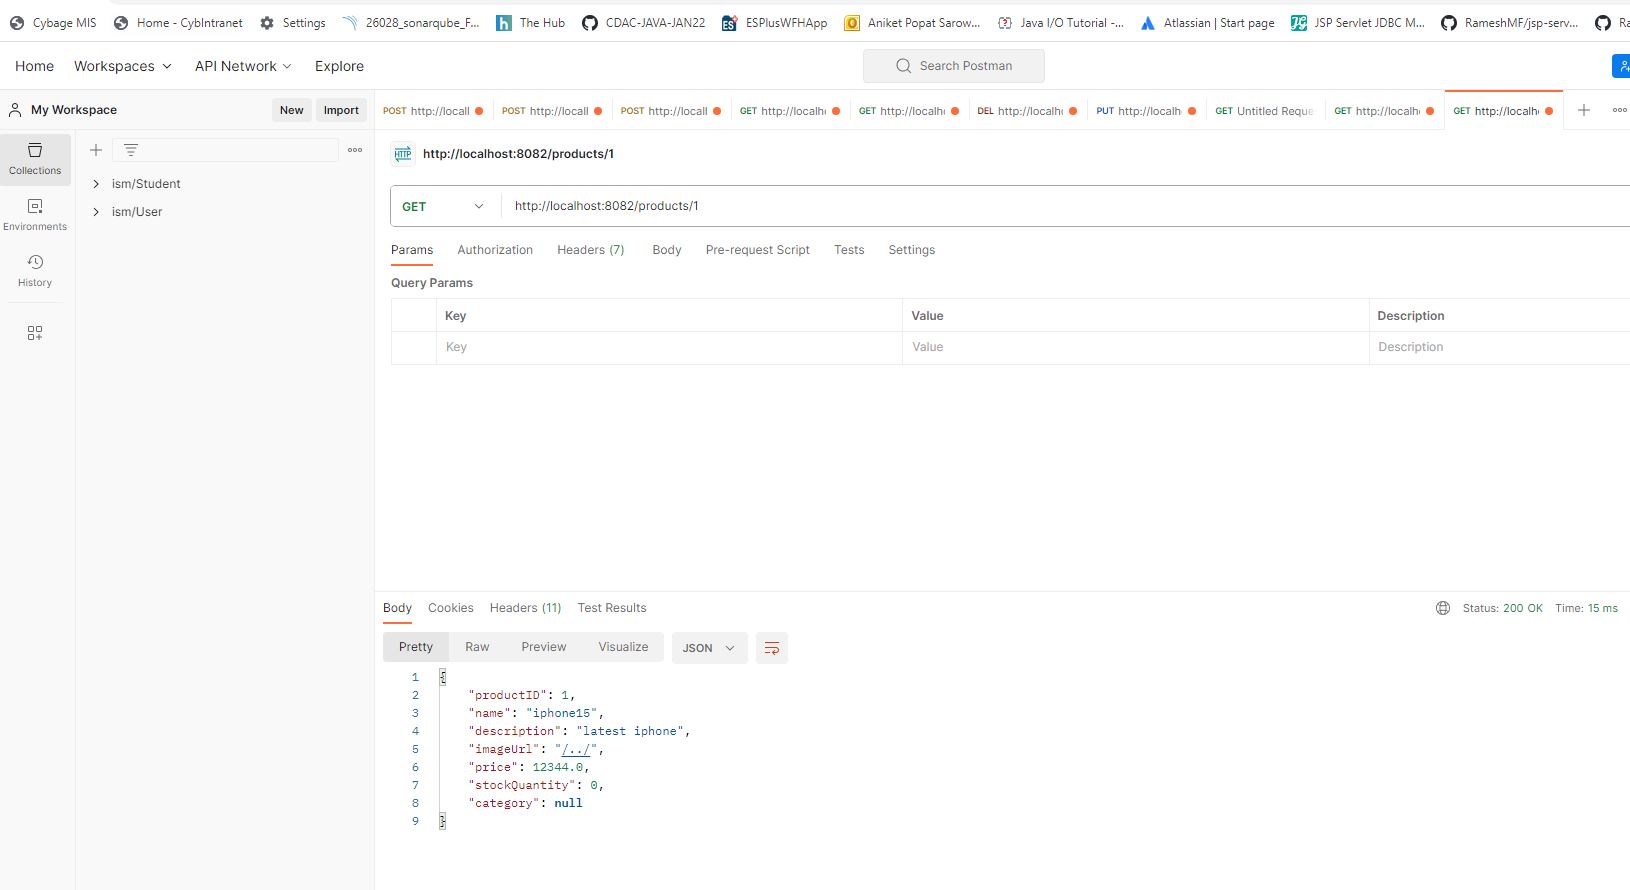 Cybage MIS Home - CybIntranet Settings 26028_sonarqube_F... The Hub CDAC-JAVA-JAN22 ESPlusWFHApp Aniket Popat Sarow... Java I/O Tutorial -... Atlassian | Start page JSP Servlet JDBC M... RameshMF/jsp-serv... Ra
Home Workspaces API Network Explore Search Postman
My Workspace New Import POST http://locall POST http://locall POST http://locall GET http://localh GET http://localh DEL http://localh PUT http://localh GET Untitled Reque GET http://localh GET http://localh
Collections
Environments
History
ism/Student
ism/User
HTTP http://localhost:8082/products/1
GET http://localhost:8082/products/1
Params Authorization Headers (7) Body Pre-request Script Tests Settings
Query Params
Key Value Description
Key Value Description
Body Cookies Headers (11) Test Results Status: 200 OK Time: 15 ms
Pretty Raw Preview Visualize JSON
1 {
2 "productID": 1,
3 "name": "iphone15",
4 "description": "latest iphone",
5 "imageUrl": "/../",
6 "price": 12344.0,
7 "stockQuantity": 0,
8 "category": null
9 }